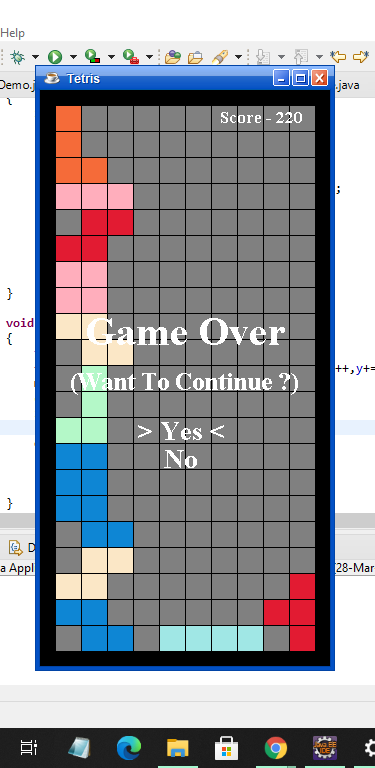 Help
Demo.j
.java
Tetris
{
Score - 220
;
}
void
Game Over
{
(Want To Continue ?)
++,y+=
> Yes <
No
}
D
a Appl
28-Mar